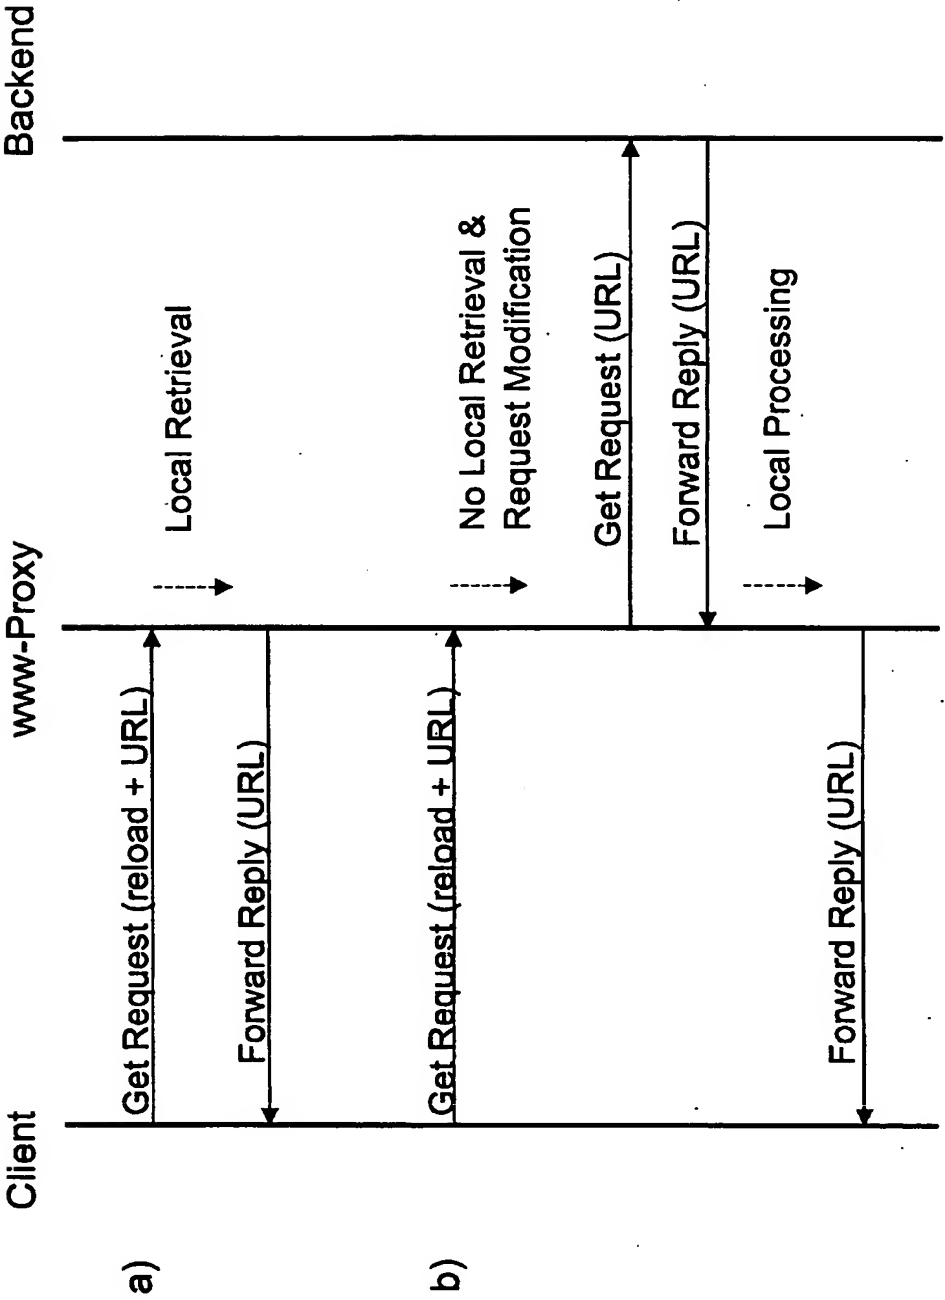 Client
www-Proxy
Backend
a)
Get Request (reload + URL)
Local Retrieval
Forward Reply (URL)
b)
Get Request (reload + URL)
No Local Retrieval &
Request Modification
Get Request (URL)
Forward Reply (URL)
Local Processing
Forward Reply (URL)